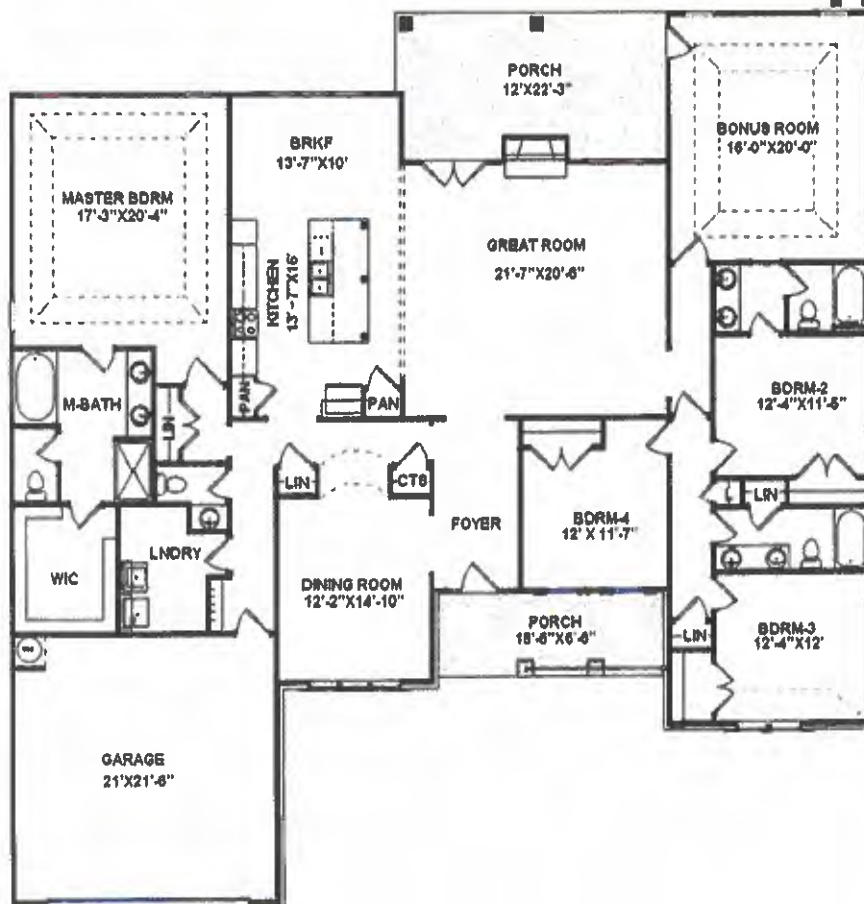 PORCH
12'X22'-3"
BONUS ROOM
16'-0"X20'-0"
BRKF
13'-7"X10'
MASTER BDRM
17'-3"X20'-4"
GREAT ROOM
21'-7"X20'-6"
KITCHEN
13'-7"X16'
M-BATH
LIN
PAN
PAN
BDRM-2
12'-4"X11'-5"
LIN
CTS
LIN
FOYER
BDRM-4
12' X 11'-7"
WIC
LNDRY
DINING ROOM
12'-2"X14'-10"
PORCH
18'-6"X6'-6"
LIN
BDRM-3
12'-4"X12'
GARAGE
21'X21'-6"